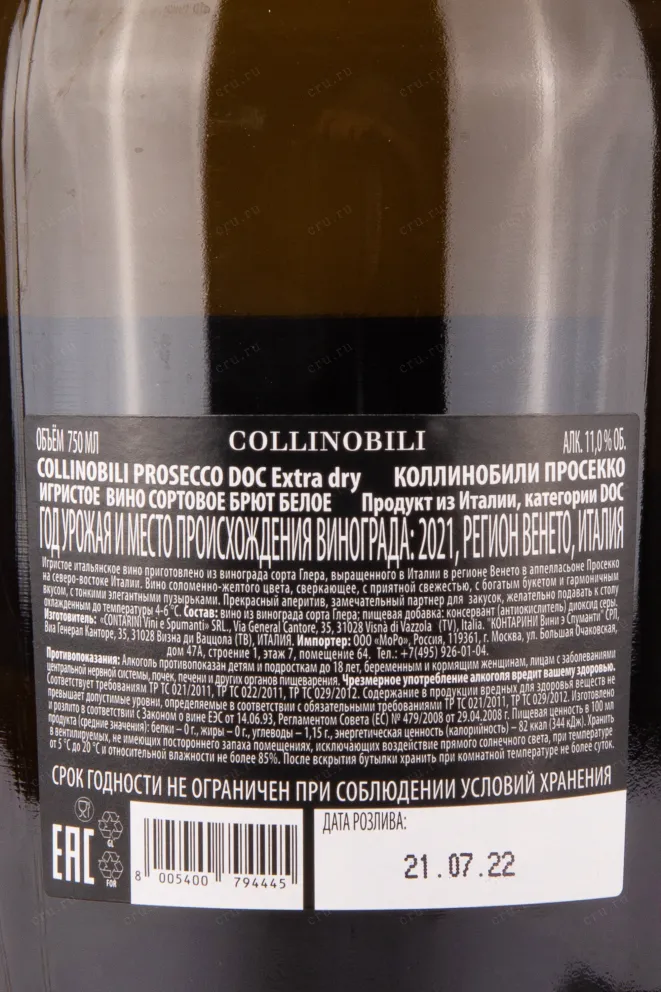 ОБЪЁМ 750 МЛ COLLINOBILI АЛК. 11,0 % ОБ.
COLLINOBILI PROSECCO DOC Extra dry КОЛЛИНОБИЛИ ПРОСЕККО
ИГРИСТОЕ ВИНО СОРТОВОЕ БРЮТ БЕЛОЕ Продукт из Италии, категории DOC
ГОД УРОЖАЯ И МЕСТО ПРОИСХОЖДЕНИЯ ВИНОГРАДА: 2021, РЕГИОН ВЕНЕТО, ИТАЛИЯ
Игристое итальянское вино приготовлено из винограда сорта Глера, выращенного в Италии в регионе Венето в аппелласьоне Просекко
на северо-востоке Италии. Вино соломенно-желтого цвета, сверкающее, с приятной свежестью, с богатым букетом и гармоничным
вкусом, с тонкими элегантными пузырьками. Прекрасный аперитив, замечательный партнер для закусок, желательно подавать к столу
охлажденным до температуры 4-6 °С. Состав: вино из винограда сорта Глера; пищевая добавка: консервант (антиокислитель) диоксид серы.
Изготовитель: «CONTARINI Vini e Spumanti» SRL, Via General Cantore, 35, 31028 Visna di Vazzola (TV), Italia. "КОНТАРИНИ Вини э Спуманти" СРЛ,
Виа Генерал Канторе, 35, 31028 Визна ди Ваццола (ТВ), ИТАЛИЯ. Импортер: ООО «МоРо», Россия, 119361, г. Москва, ул. Большая Очаковская,
дом 47А, строение 1, этаж 7, помещение 64. Тел.: +7(495) 926-01-04.
Противопоказания: Алкоголь противопоказан детям и подросткам до 18 лет, беременным и кормящим женщинам, лицам с заболеваниями
центральной нервной системы, почек, печени и других органов пищеварения. Чрезмерное употребление алкоголя вредит вашему здоровью.
Соответствует требованиям ТР ТС 021/2011, ТР ТС 022/2011, ТР ТС 029/2012. Содержание в продукции вредных для здоровья веществ не
превышает допустимые уровни, определяемые в соответствии с обязательными требованиями ТР ТС 021/2011, ТР ТС 029/2012. Изготовлено
и розлито в соответствии с Законом о вине ЕЭС от 14.06.93, Регламентом Совета (ЕС) № 479/2008 от 29.04.2008 г. Пищевая ценность в 100 мл
продукта (средние значения): белки – 0 г., жиры – 0 г., углеводы – 1,15 г., энергетическая ценность (калорийность) – 82 ккал (344 кДж). Хранить
в вентилируемых, не имеющих постороннего запаха помещениях, исключающих воздействие прямого солнечного света, при температуре
от 5 °С до 20 °С и относительной влажности не более 85%. После вскрытия бутылки хранить при комнатной температуре не более суток.
СРОК ГОДНОСТИ НЕ ОГРАНИЧЕН ПРИ СОБЛЮДЕНИИ УСЛОВИЙ ХРАНЕНИЯ
GL
EAC
FOR
8 005400 794445
ДАТА РОЗЛИВА:
21.07.22